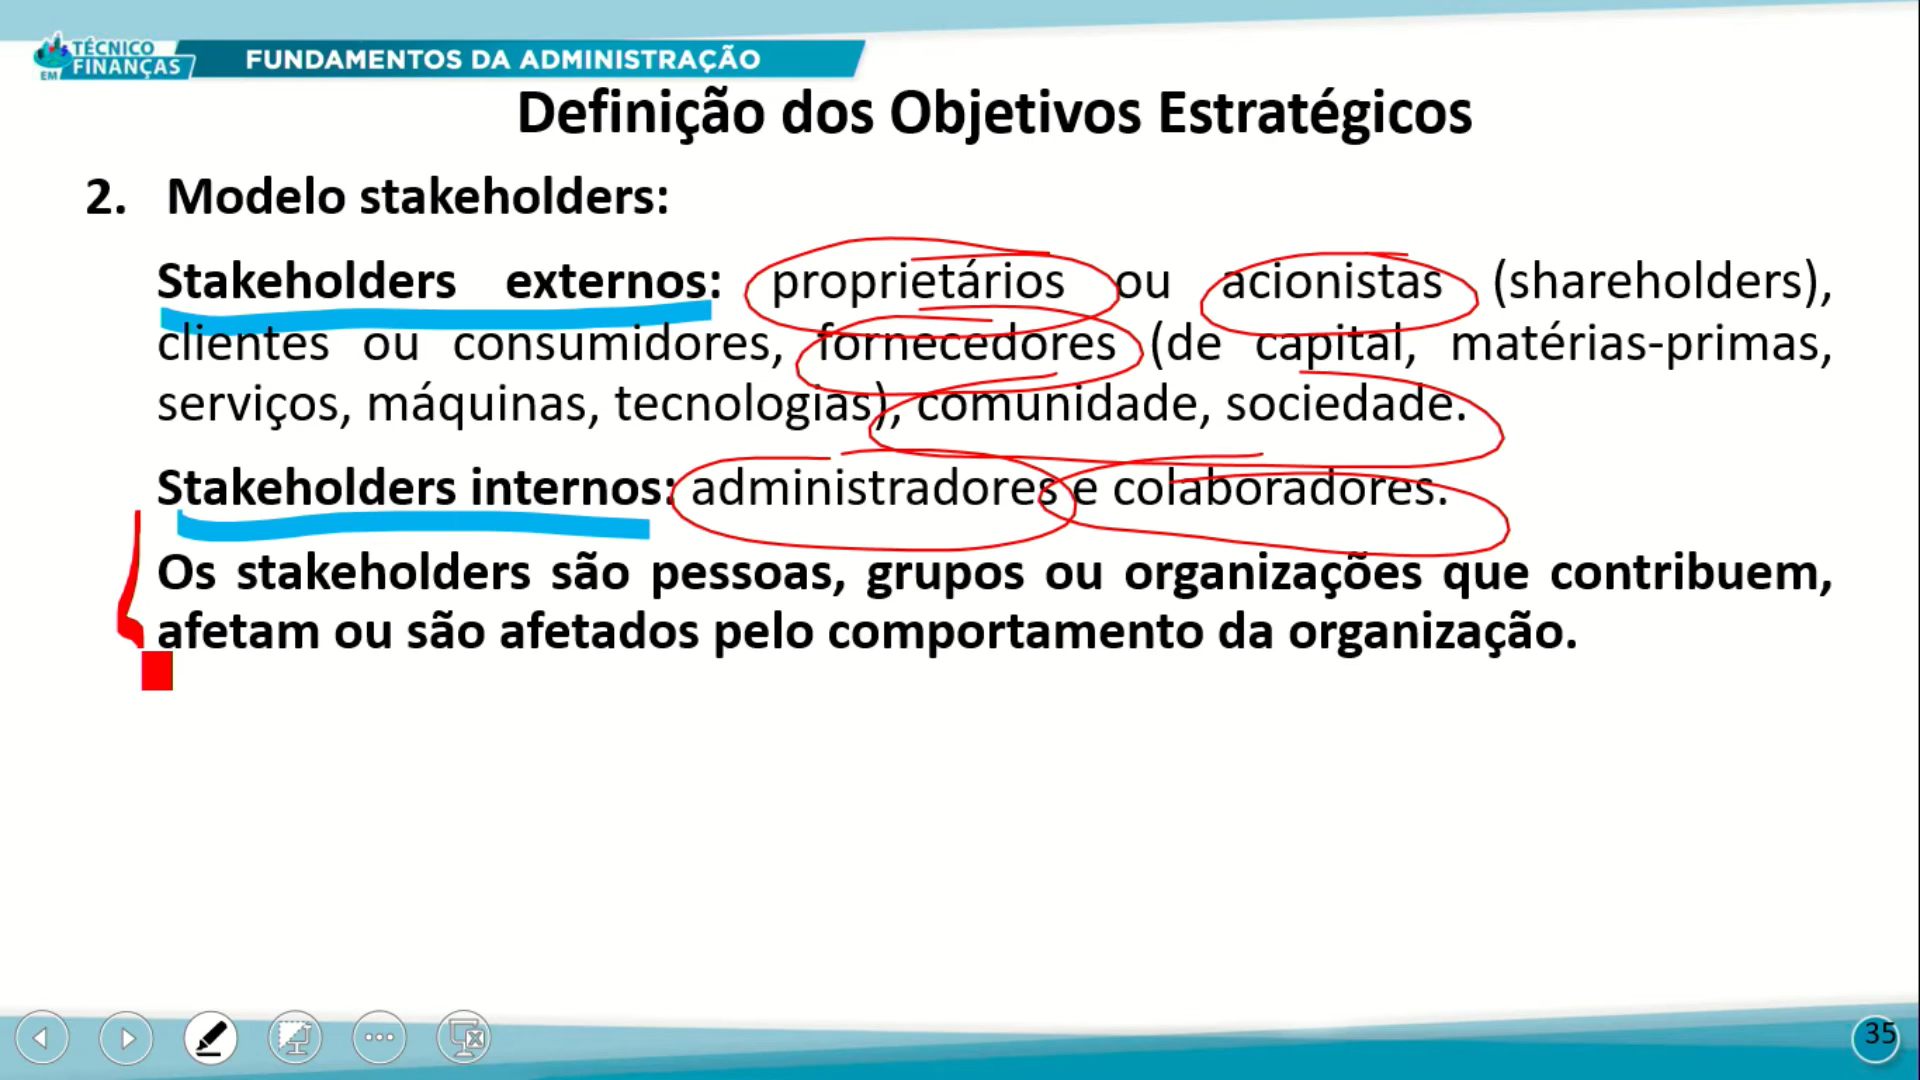 TÉCNICO
EM FINANÇAS
FUNDAMENTOS DA ADMINISTRAÇÃO
Definição dos Objetivos Estratégicos
2. Modelo stakeholders:
Stakeholders externos: proprietários ou acionistas (shareholders),
clientes ou consumidores, fornecedores (de capital, matérias-primas,
serviços, máquinas, tecnologias), comunidade, sociedade.
Stakeholders internos: administradores e colaboradores.
Os stakeholders são pessoas, grupos ou organizações que contribuem,
afetam ou são afetados pelo comportamento da organização.
35